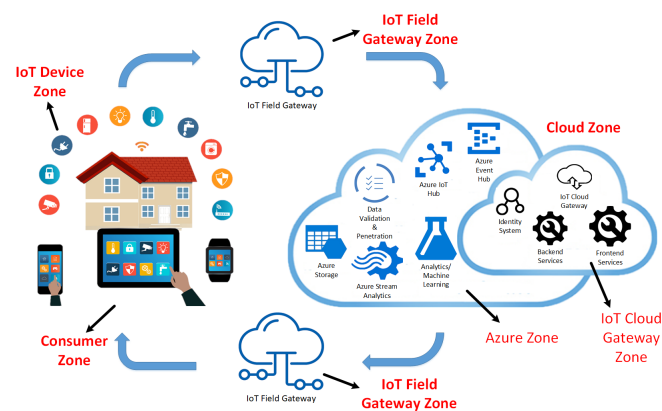 IoT Field
Gateway Zone
IoT Device
Zone
IoT Field Gateway
Cloud Zone
Azure
Event
Hub
Azure IoT
Hub
IoT Cloud
Gateway
Data
Validation
&
Penetration
Identity
System
Backend
Services
Frontend
Services
Azure
Storage
Azure Stream
Analytics
Analytics/
Machine
Learning
Azure Zone
IoT Cloud
Gateway
Zone
Consumer
Zone
IoT Field Gateway
IoT Field
Gateway Zone